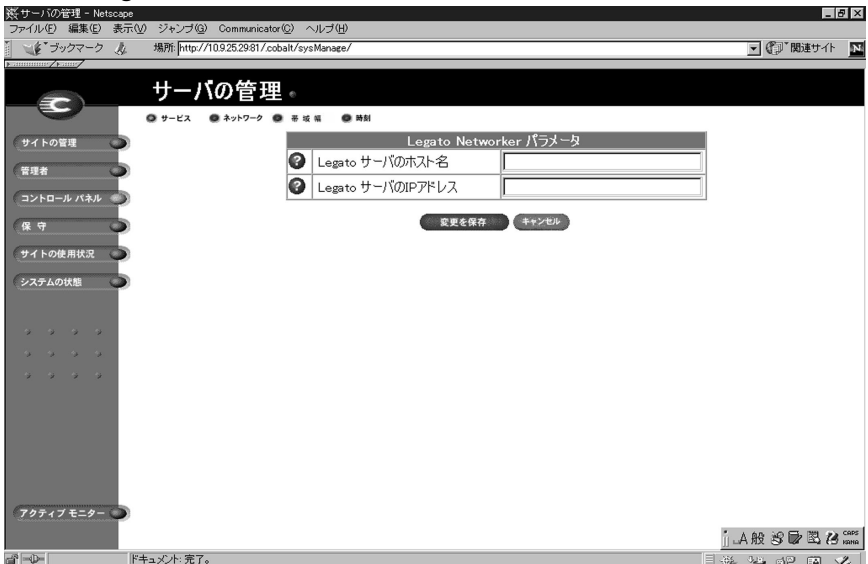 サーバの管理 - Netscape
ファイル(F) 編集(E) 表示(V) ジャンプ(G) Communicator(C) ヘルプ(H)
ブックマーク 場所: http://10.9.25.29:81/.cobalt/sysManage/ 関連サイト N
サーバの管理
サービス ネットワーク 帯域幅 時刻
サイトの管理
管理者
コントロール パネル
保守
サイトの使用状況
システムの状態
アクティブ モニター
Legato Networker パラメータ
? Legato サーバのホスト名
? Legato サーバのIPアドレス
変更を保存 キャンセル
A 般 CAPS KANA
ドキュメント: 完了。